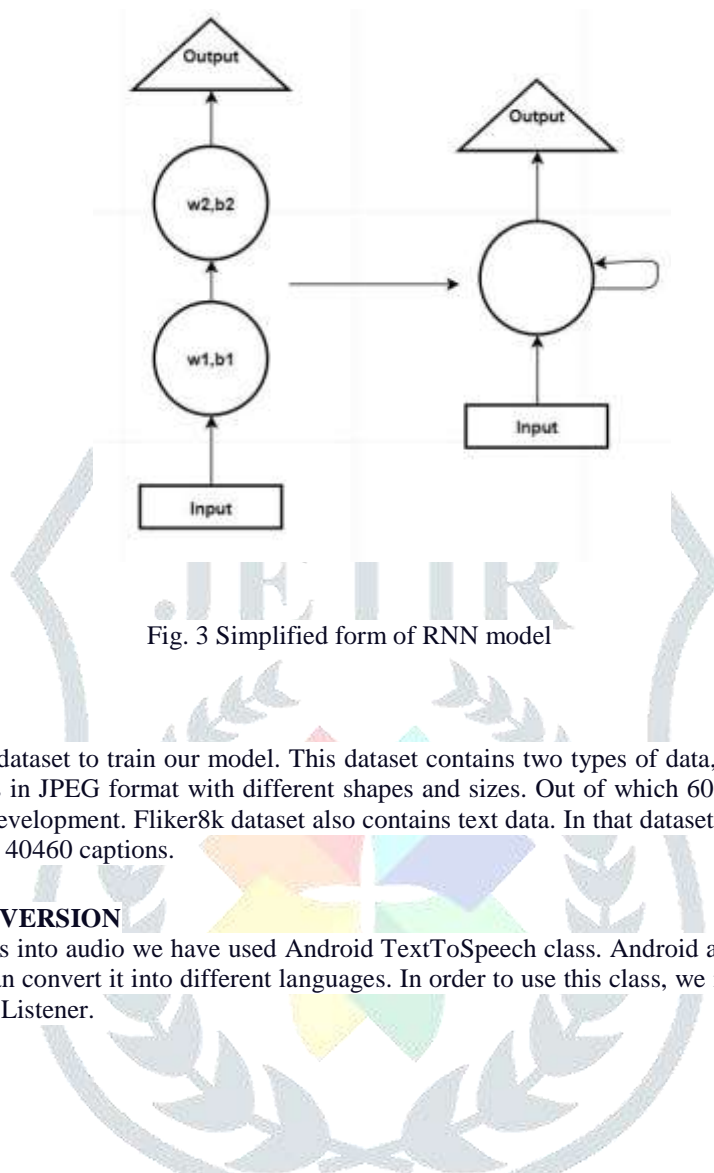 Output
Output
w2,b2
w1,b1
Input
Input
JETIR
Fig. 3 Simplified form of RNN model
dataset to train our model. This dataset contains two types of data,
in JPEG format with different shapes and sizes. Out of which 60
evelopment. Fliker8k dataset also contains text data. In that dataset
40460 captions.
VERSION
s into audio we have used Android TextToSpeech class. Android a
an convert it into different languages. In order to use this class, we
Listener.